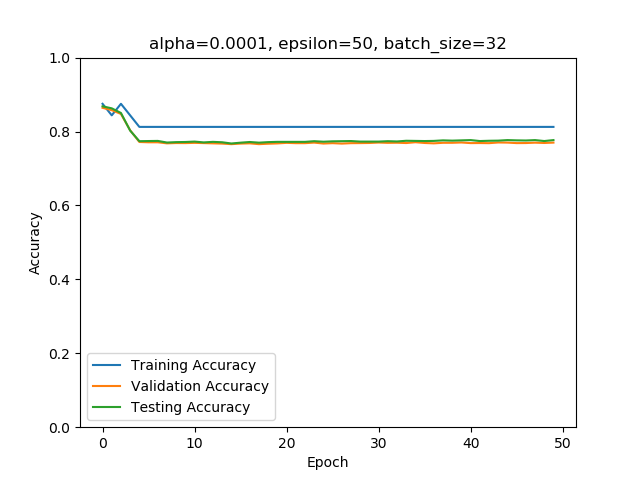 alpha=0.0001, epsilon=50, batch_size=32
1.0
0.8
0.6
0.4
0.2
0.0
Accuracy
Training Accuracy
Validation Accuracy
Testing Accuracy
0 10 20 30 40 50
Epoch